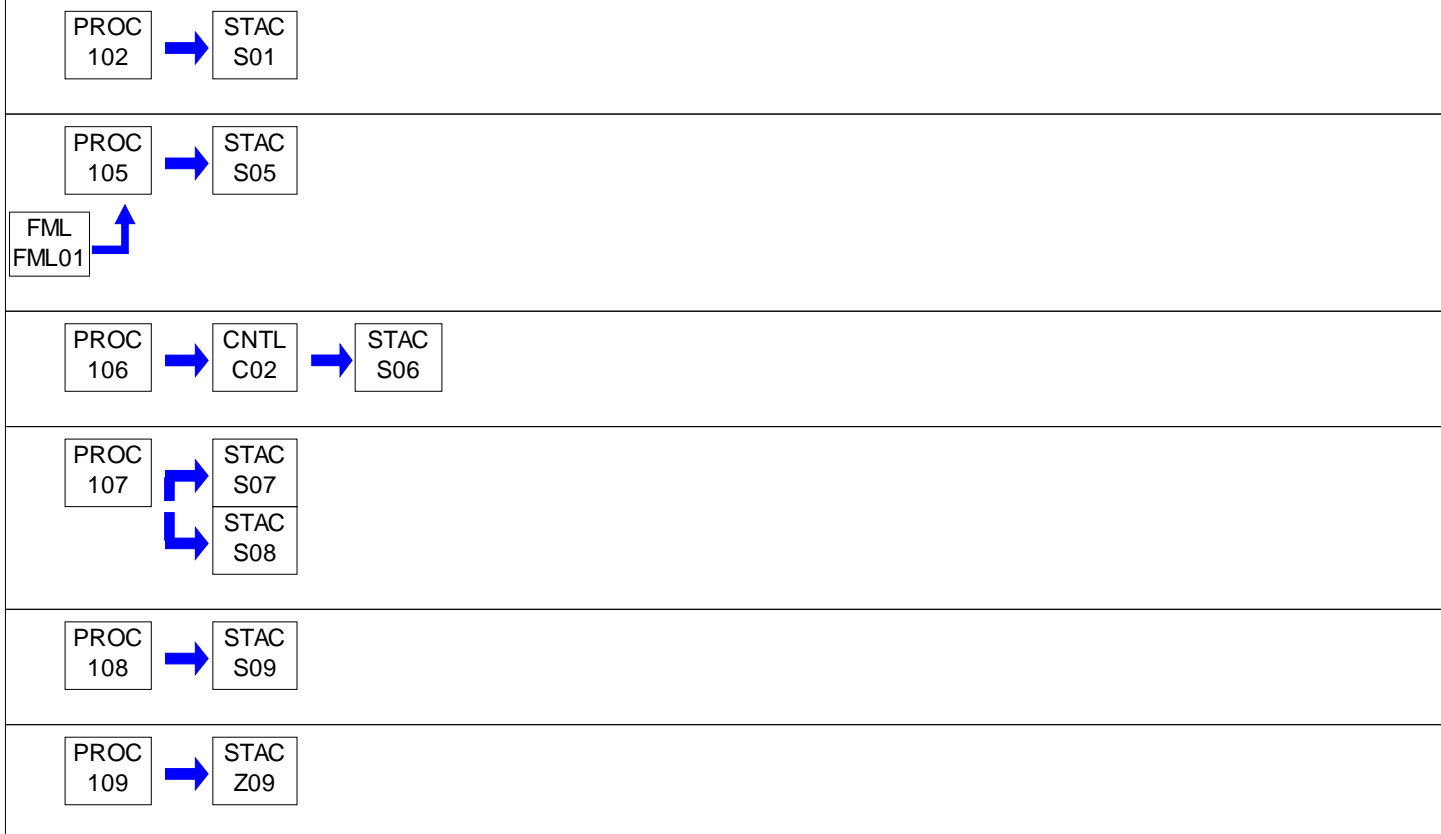 PROC
102
STAC
S01
PROC
105
STAC
S05
FML
FML01
PROC
106
CNTL
C02
STAC
S06
PROC
107
STAC
S07
STAC
S08
PROC
108
STAC
S09
PROC
109
STAC
Z09